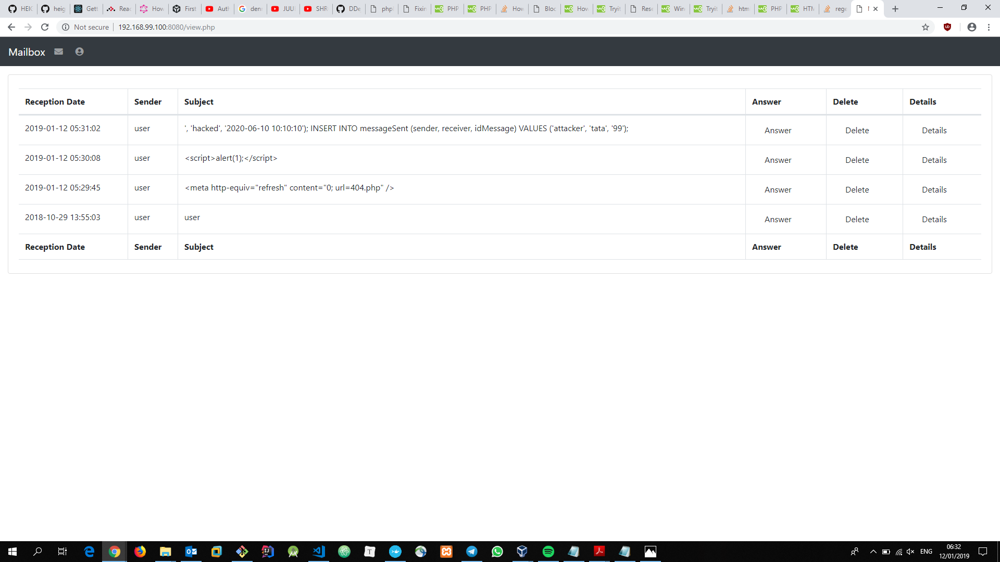 HEIG
heig
Gett
Reac
How
First
Auth
den
JUU
SHR
DDe
php
Fixin
PHP
PHP
How
Bloc
How
Tryit
Rese
Win
Tryit
htm
PHP
HTM
rege
Not secure
192.168.99.100:8080/view.php
Mailbox
Reception Date Sender Subject Answer Delete Details
2019-01-12 05:31:02 user ', 'hacked', '2020-06-10 10:10:10'); INSERT INTO messageSent (sender, receiver, idMessage) VALUES ('attacker', 'tata', '99'); Answer Delete Details
2019-01-12 05:30:08 user <script>alert(1);</script> Answer Delete Details
2019-01-12 05:29:45 user <meta http-equiv="refresh" content="0; url=404.php" /> Answer Delete Details
2018-10-29 13:55:03 user user Answer Delete Details
Reception Date Sender Subject Answer Delete Details
ENG
06:32
12/01/2019